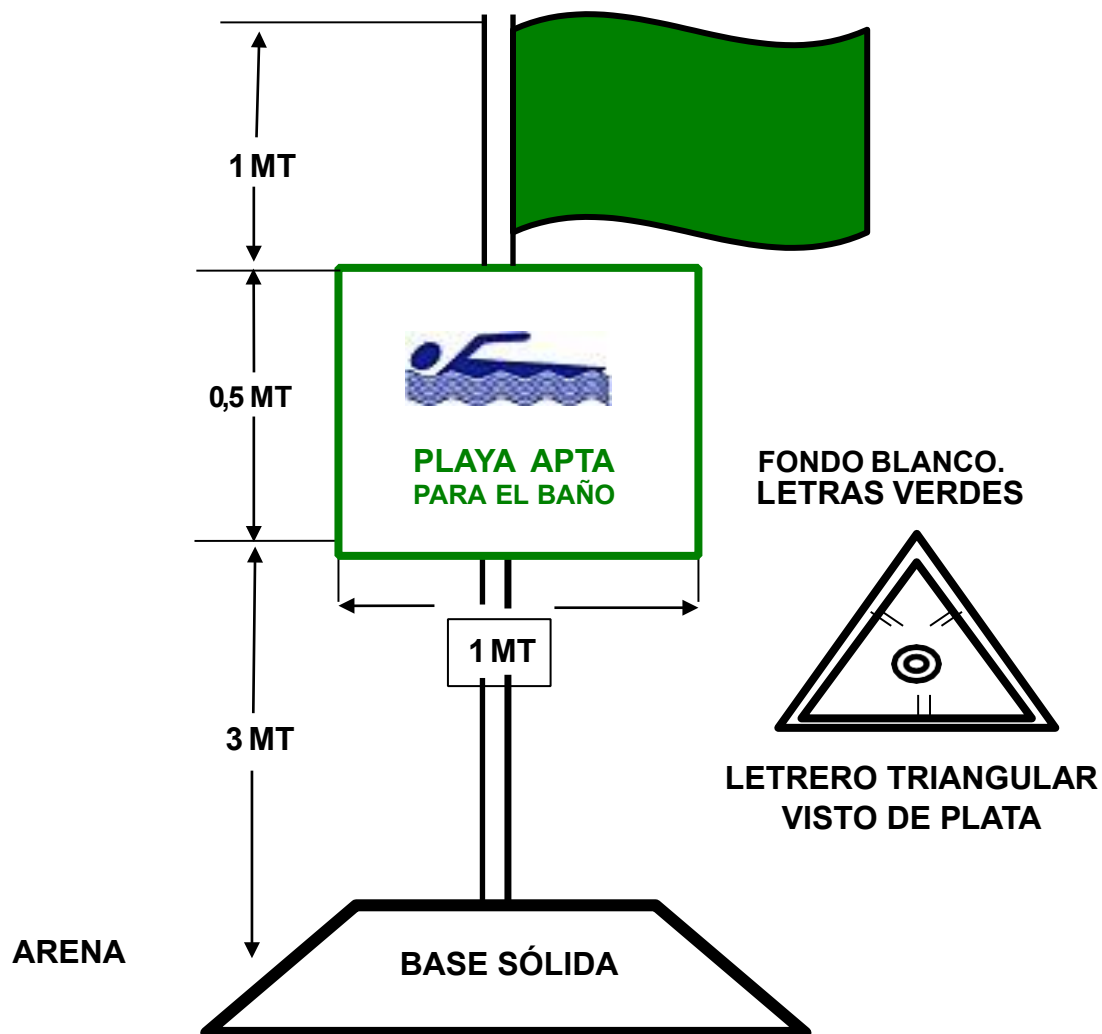 1 MT
0,5 MT
PLAYA APTA
PARA EL BAÑO
FONDO BLANCO.
LETRAS VERDES
1 MT
3 MT
LETRERO TRIANGULAR
VISTO DE PLATA
ARENA
BASE SÓLIDA